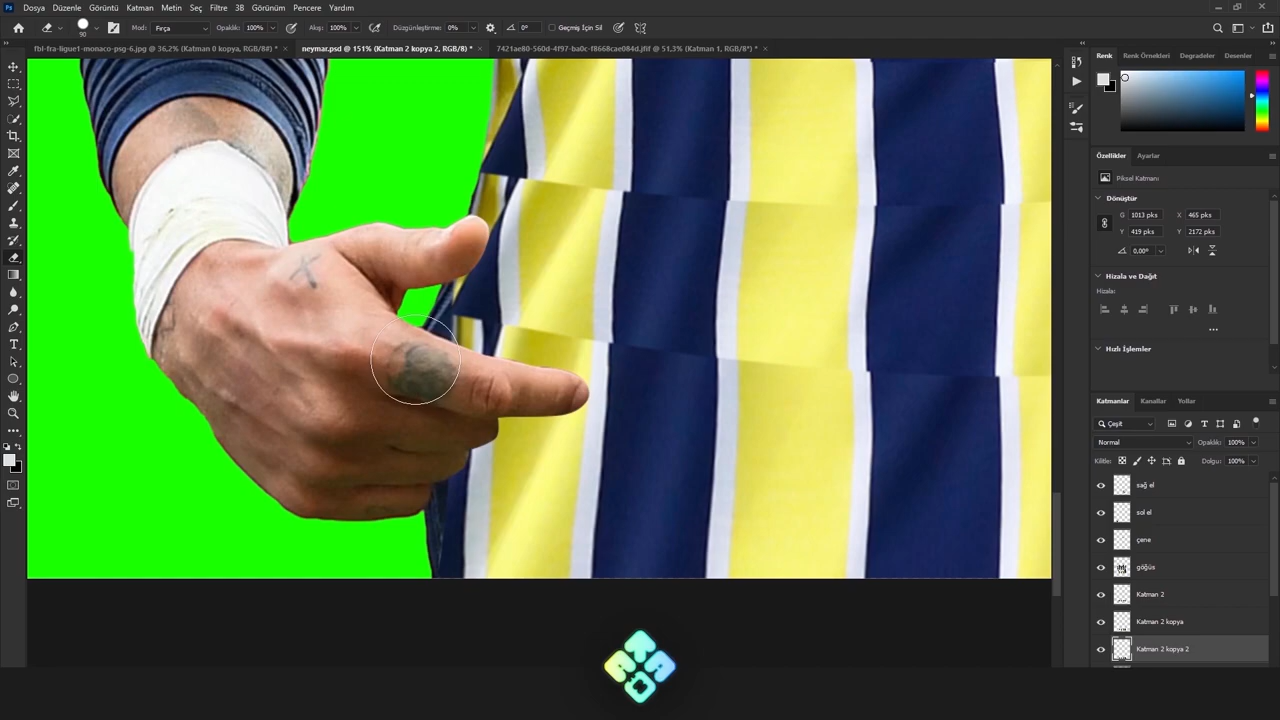 Dosya Düzenle Görüntü Katman Metin Seç Filtre 3B Görünüm Pencere Yardım
90 Mod: Fırça Opaklık: 100% Akış: 100% Düzgünleştirme: 0% 0° Geçmiş İçin Sil
fbl-fra-ligue1-monaco-psg-6.jpg @ 36,2% (Katman 0 kopya, RGB/8#) * × neymar.psd @ 151% (Katman 2 kopya 2, RGB/8) * × 7421ae80-560d-4f97-ba0c-f8668cae084d.jfif @ 51,3% (Katman 1, RGB/8*) * ×
Renk Renk Örnekleri Degradeler Desenler
Özellikler Ayarlar
Piksel Katmanı
Dönüştür
G 1013 pks X 465 pks
Y 419 pks Y 2172 pks
0,00°
Hizala ve Dağıt
Hizala:
Hızlı İşlemler
Katmanlar Kanallar Yollar
Çeşit
Normal Opaklık: 100%
Kilitle: Dolgu: 100%
sağ el
sol el
çene
göğüs
Katman 2
Katman 2 kopya
Katman 2 kopya 2